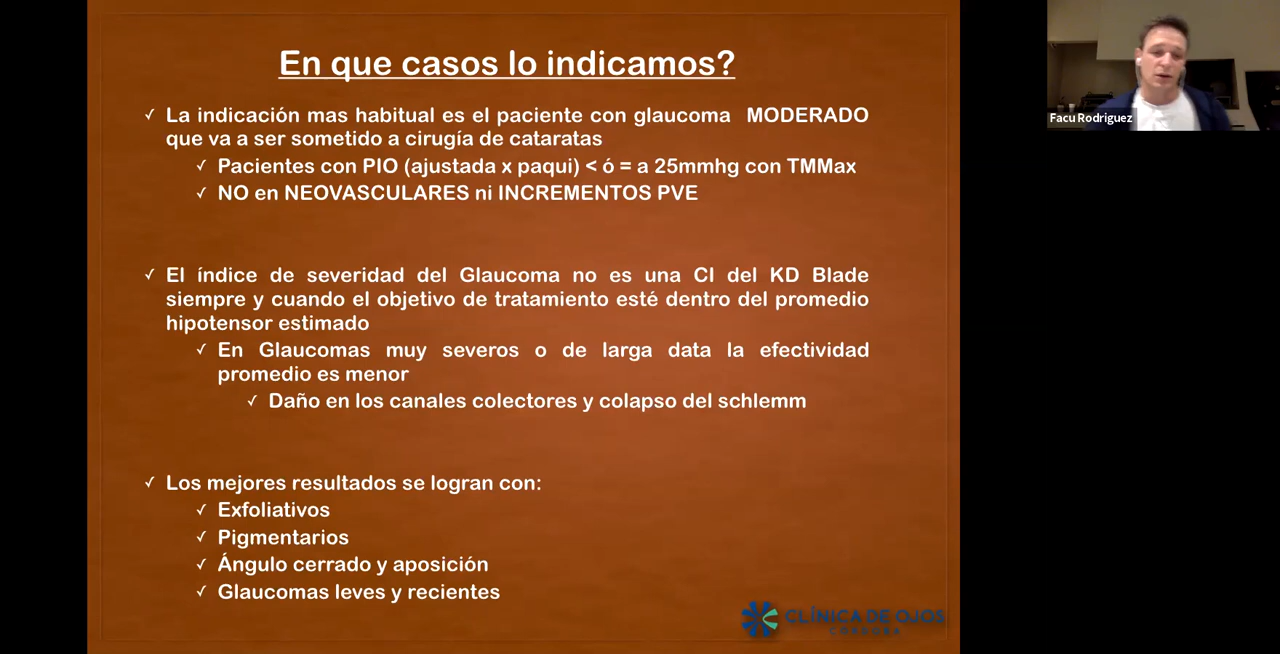 En que casos lo indicamos?
✓ La indicación mas habitual es el paciente con glaucoma MODERADO
que va a ser sometido a cirugía de cataratas
✓ Pacientes con PIO (ajustada x paqui) < ó = a 25mmhg con TMMax
✓ NO en NEOVASCULARES ni INCREMENTOS PVE
✓ El índice de severidad del Glaucoma no es una CI del KD Blade
siempre y cuando el objetivo de tratamiento esté dentro del promedio
hipotensor estimado
✓ En Glaucomas muy severos o de larga data la efectividad
promedio es menor
✓ Daño en los canales colectores y colapso del schlemm
✓ Los mejores resultados se logran con:
✓ Exfoliativos
✓ Pigmentarios
✓ Ángulo cerrado y aposición
✓ Glaucomas leves y recientes
CLÍNICA DE OJOS
CÓRDOBA
Facu Rodriguez